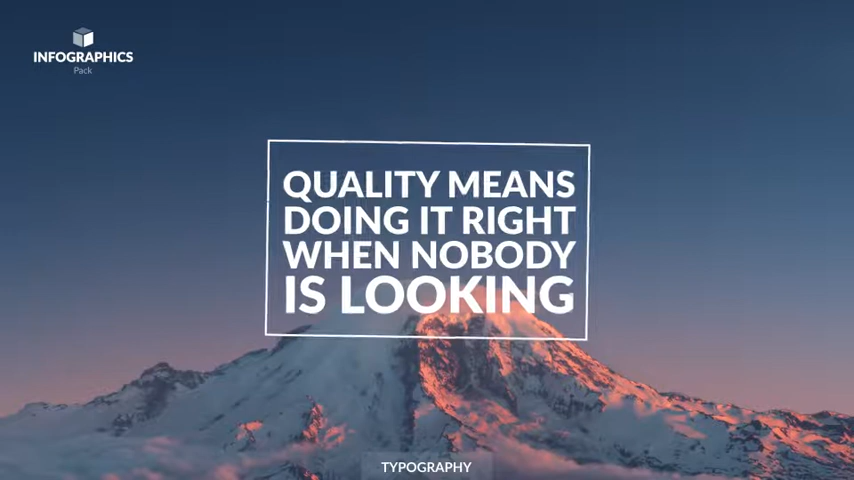 INFOGRAPHICS
Pack
QUALITY MEANS
DOING IT RIGHT
WHEN NOBODY
IS LOOKING
TYPOGRAPHY